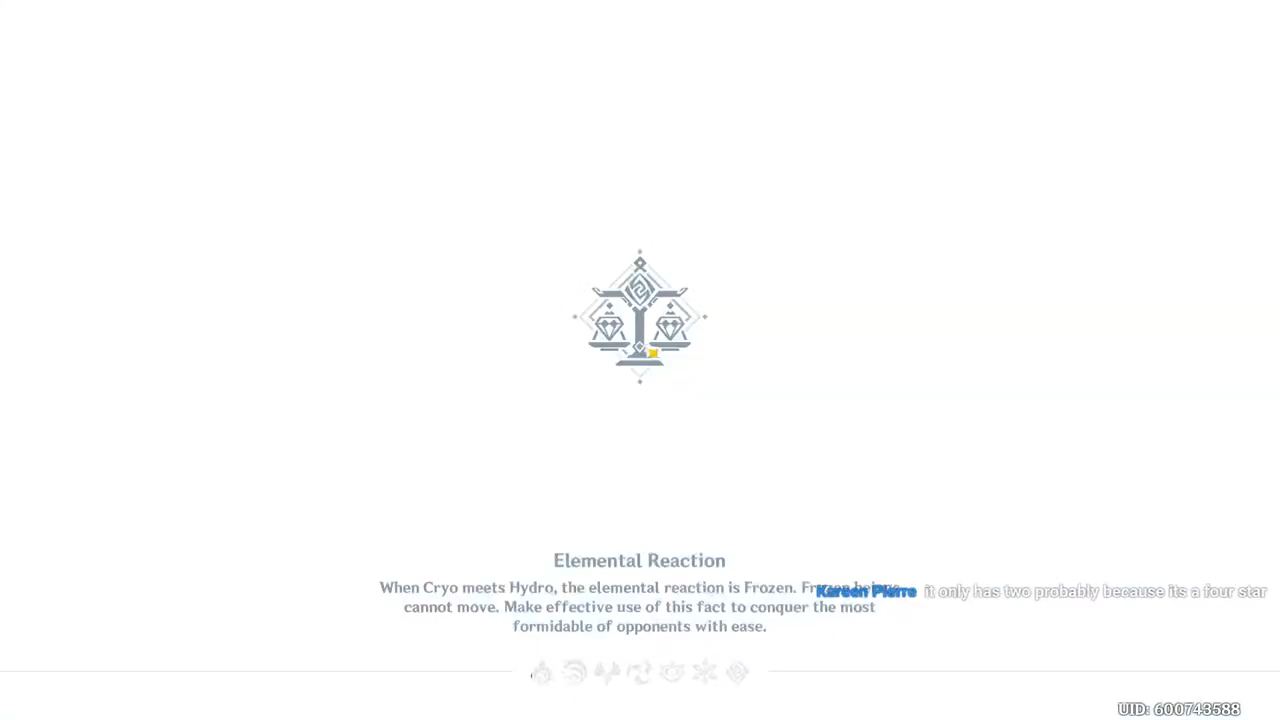 Elemental Reaction
When Cryo meets Hydro, the elemental reaction is Frozen. Frozen beings
Kareen Pierre it only has two probably because its a four star
cannot move. Make effective use of this fact to conquer the most
formidable of opponents with ease.
UID: 600743588